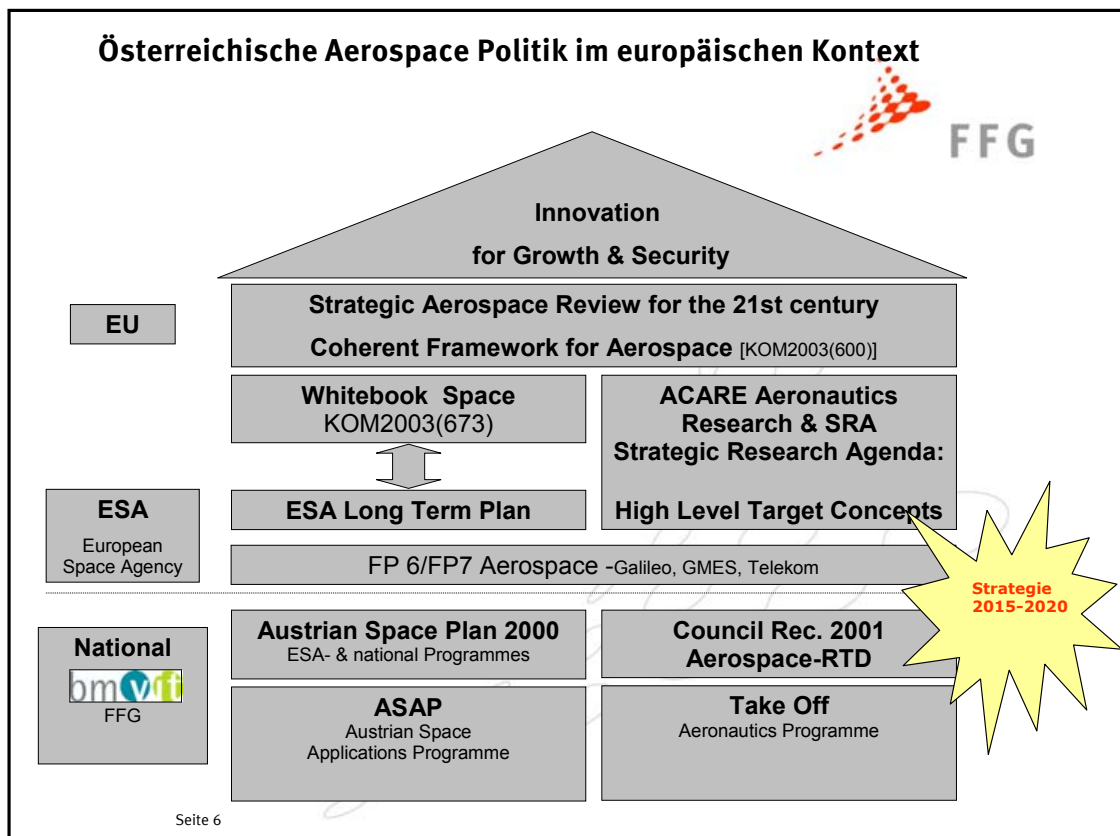 Österreichische Aerospace Politik im europäischen Kontext
FFG
Innovation
for Growth & Security
EU
Strategic Aerospace Review for the 21st century
Coherent Framework for Aerospace [KOM2003(600)]
Whitebook Space
KOM2003(673)
ACARE Aeronautics
Research & SRA
Strategic Research Agenda:
High Level Target Concepts
ESA
European
Space Agency
ESA Long Term Plan
FP 6/FP7 Aerospace -Galileo, GMES, Telekom
Strategie
2015-2020
National
bmvit
FFG
Austrian Space Plan 2000
ESA- & national Programmes
Council Rec. 2001
Aerospace-RTD
ASAP
Austrian Space
Applications Programme
Take Off
Aeronautics Programme
Seite 6